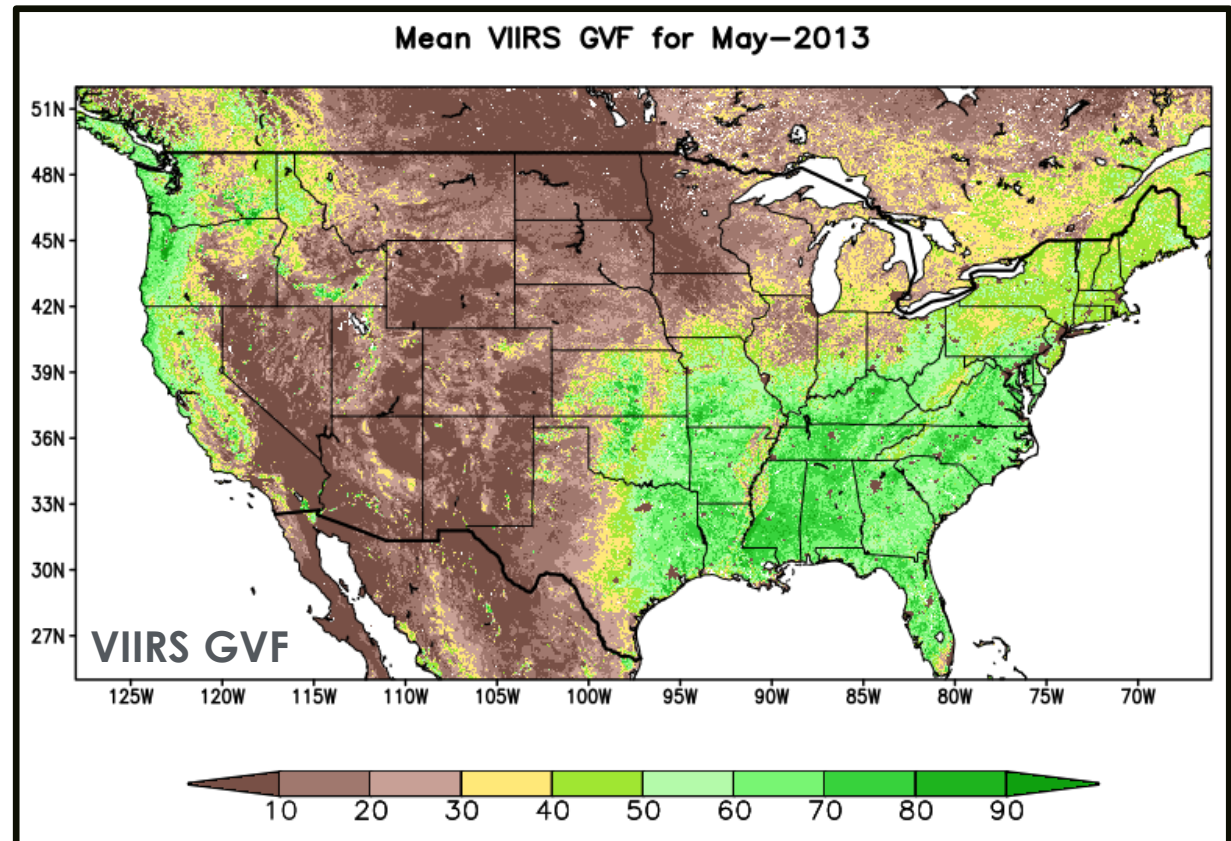 Mean VIIRS GVF for May-2013
51N
48N
45N
42N
39N
36N
33N
30N
27N
VIIRS GVF
125W 120W 115W 110W 105W 100W 95W 90W 85W 80W 75W 70W
10 20 30 40 50 60 70 80 90